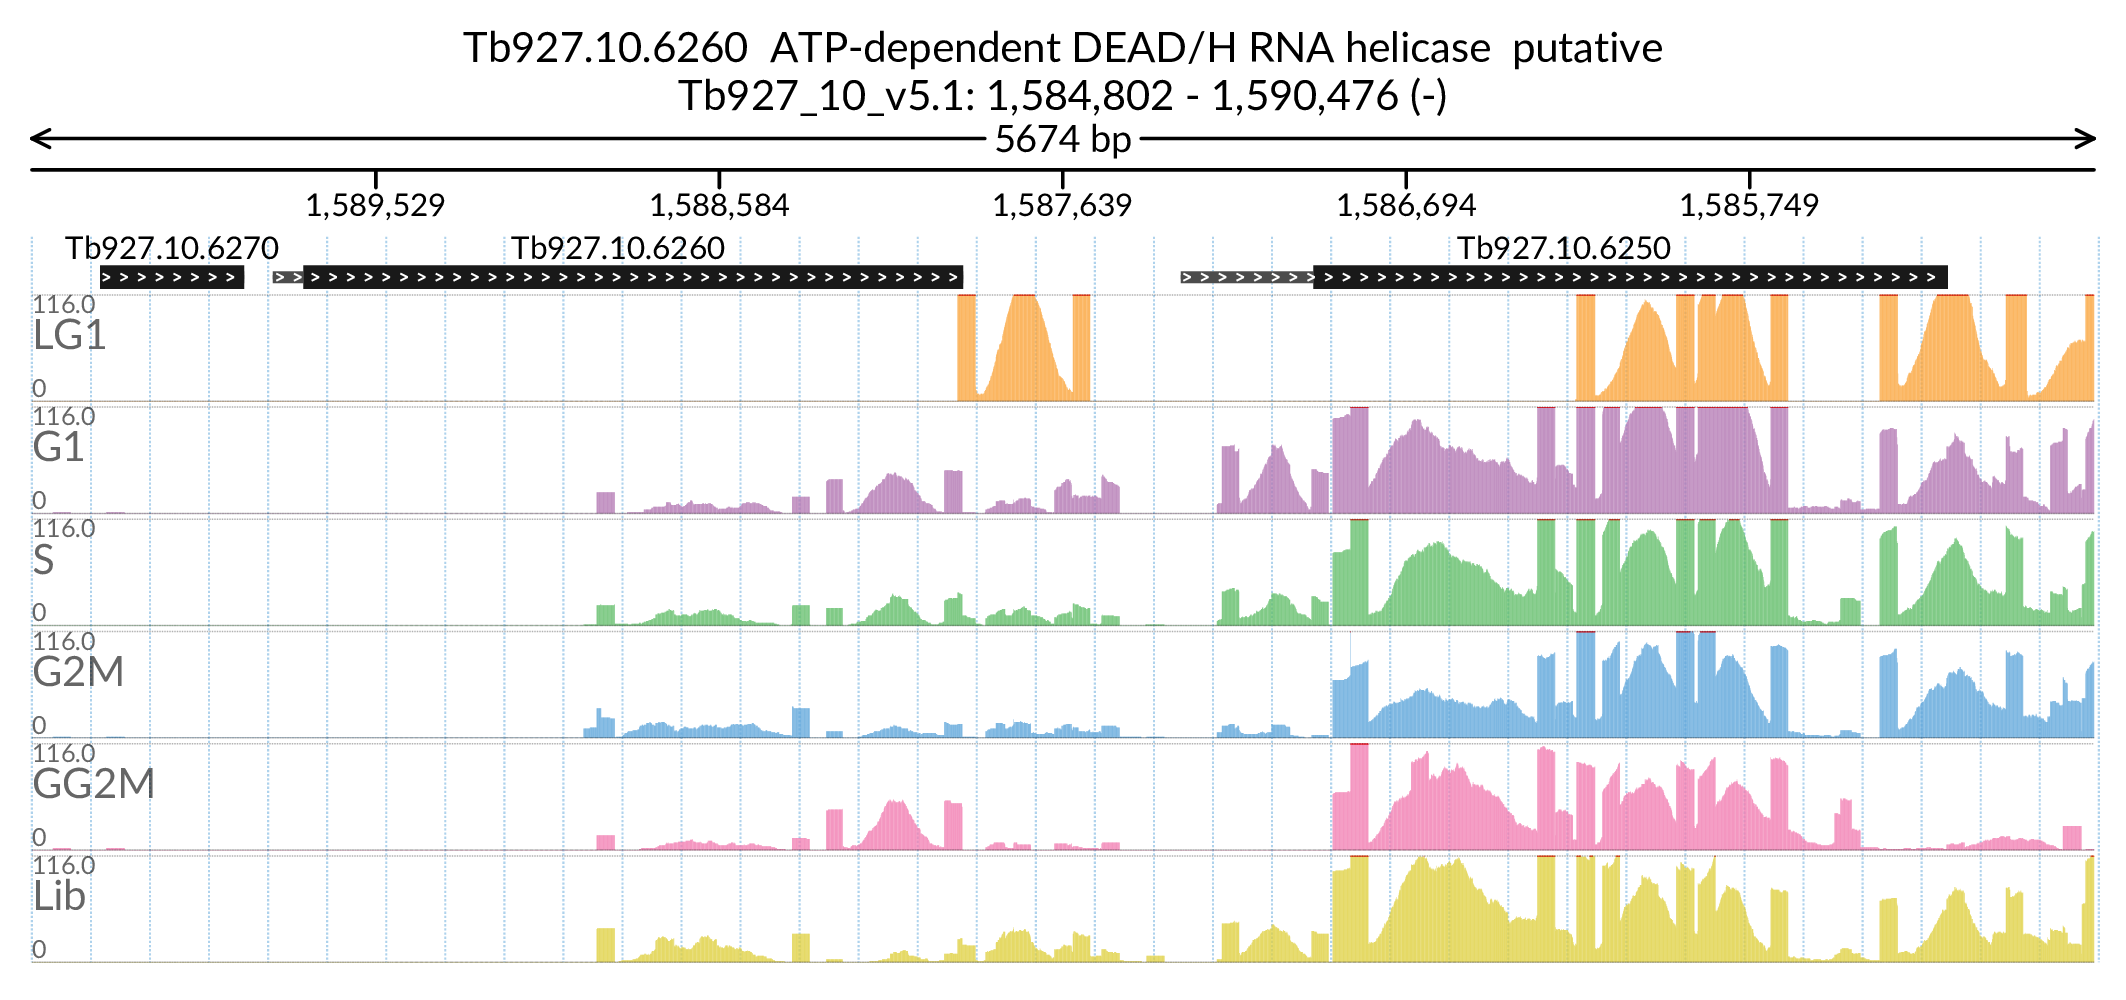 Tb927.10.6260  ATP-dependent DEAD/H RNA helicase  putative
Tb927_10_v5.1: 1,584,802 - 1,590,476 (-)
5674 bp
1,589,529 1,588,584 1,587,639 1,586,694 1,585,749
Tb927.10.6270 Tb927.10.6260 Tb927.10.6250
116.0
LG1
0
116.0
G1
0
116.0
S
0
116.0
G2M
0
116.0
GG2M
0
116.0
Lib
0